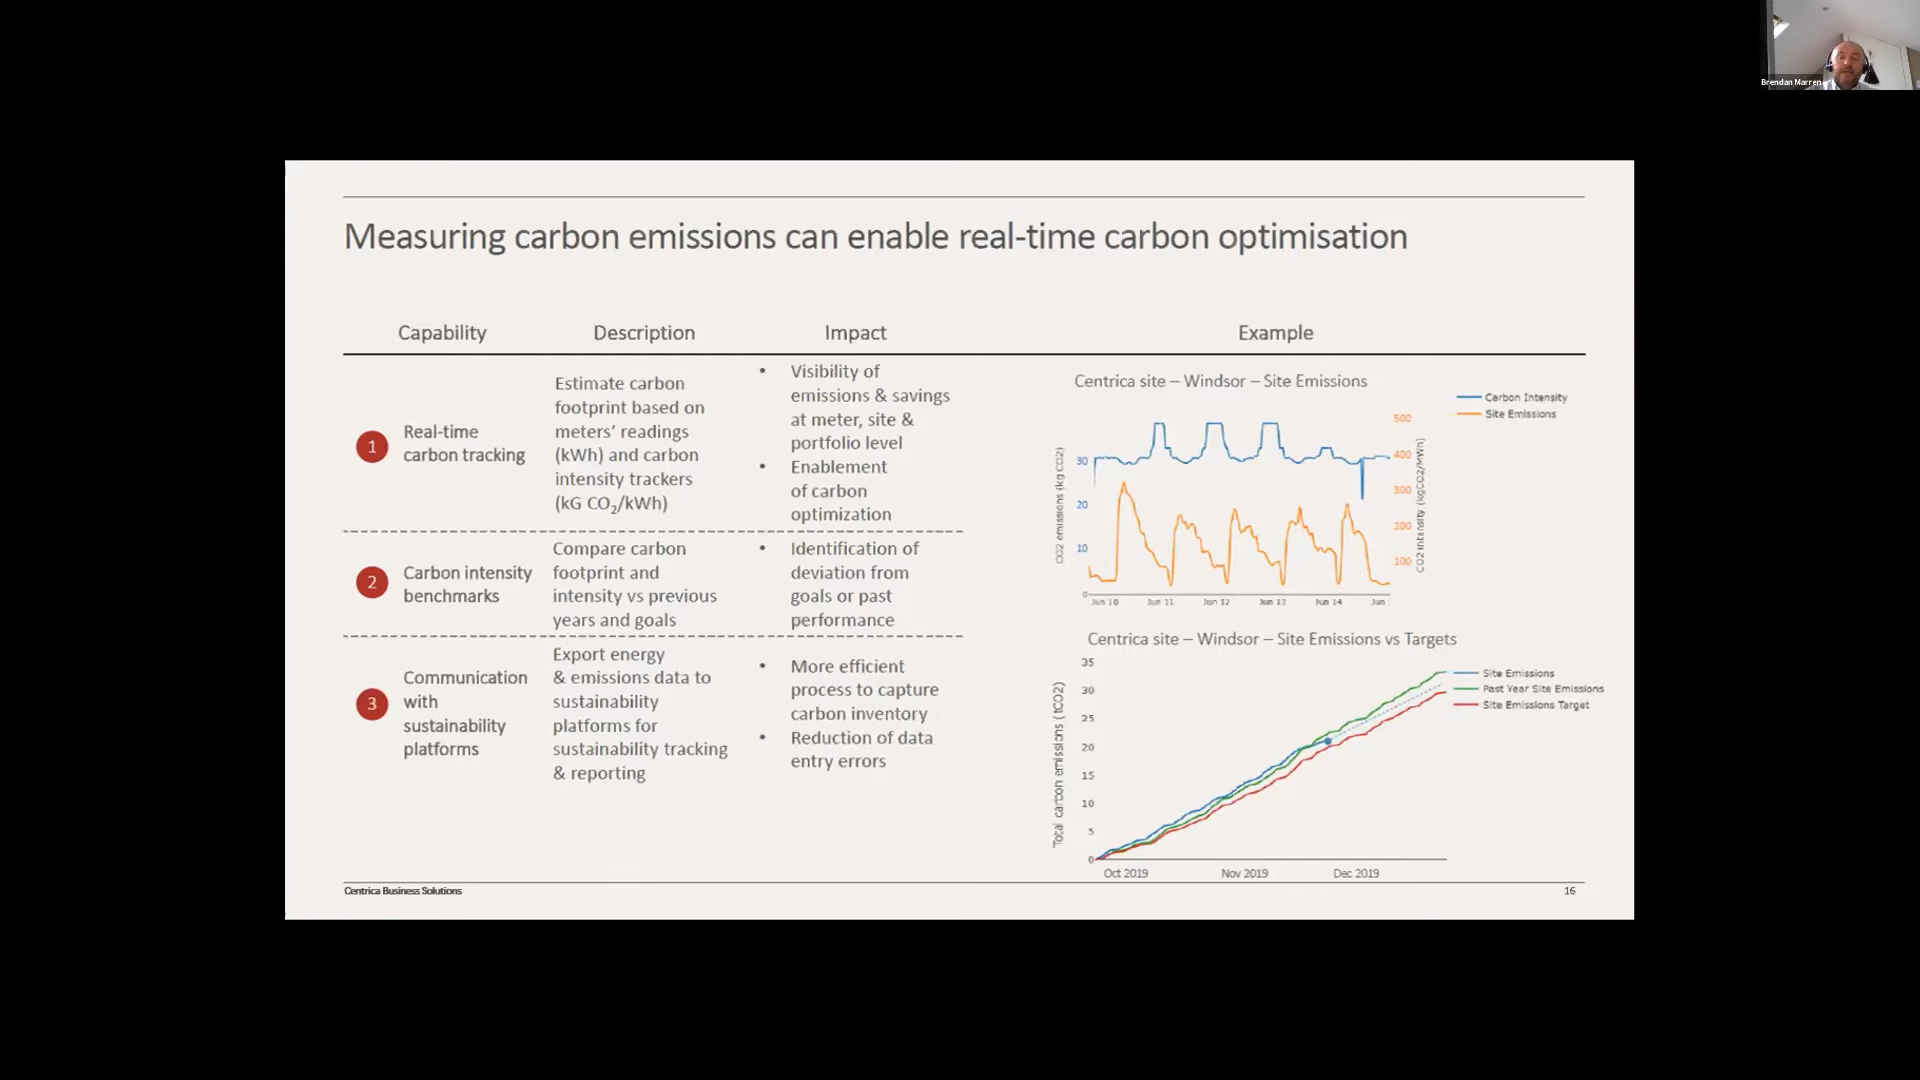 Brendan Marren
Measuring carbon emissions can enable real-time carbon optimisation
Capability
Description
Impact
Example
1
Real-time
carbon tracking
Estimate carbon
footprint based on
meters’ readings
(kWh) and carbon
intensity trackers
(kG CO₂/kWh)
• Visibility of
emissions & savings
at meter, site &
portfolio level
• Enablement
of carbon
optimization
2
Carbon intensity
benchmarks
Compare carbon
footprint and
intensity vs previous
years and goals
• Identification of
deviation from
goals or past
performance
3
Communication
with
sustainability
platforms
Export energy
& emissions data to
sustainability
platforms for
sustainability tracking
& reporting
• More efficient
process to capture
carbon inventory
• Reduction of data
entry errors
Centrica site – Windsor – Site Emissions
Carbon Intensity
Site Emissions
CO2 emissions (kg CO2)
30
20
10
0
500
400
300
200
100
CO2 intensity (kgCO2/MWh)
Jun 10
Jun 11
Jun 12
Jun 13
Jun 14
Jun
Centrica site – Windsor – Site Emissions vs Targets
Site Emissions
Past Year Site Emissions
Site Emissions Target
Total carbon emissions (tCO2)
35
30
25
20
15
10
5
0
Oct 2019
Nov 2019
Dec 2019
Centrica Business Solutions
16